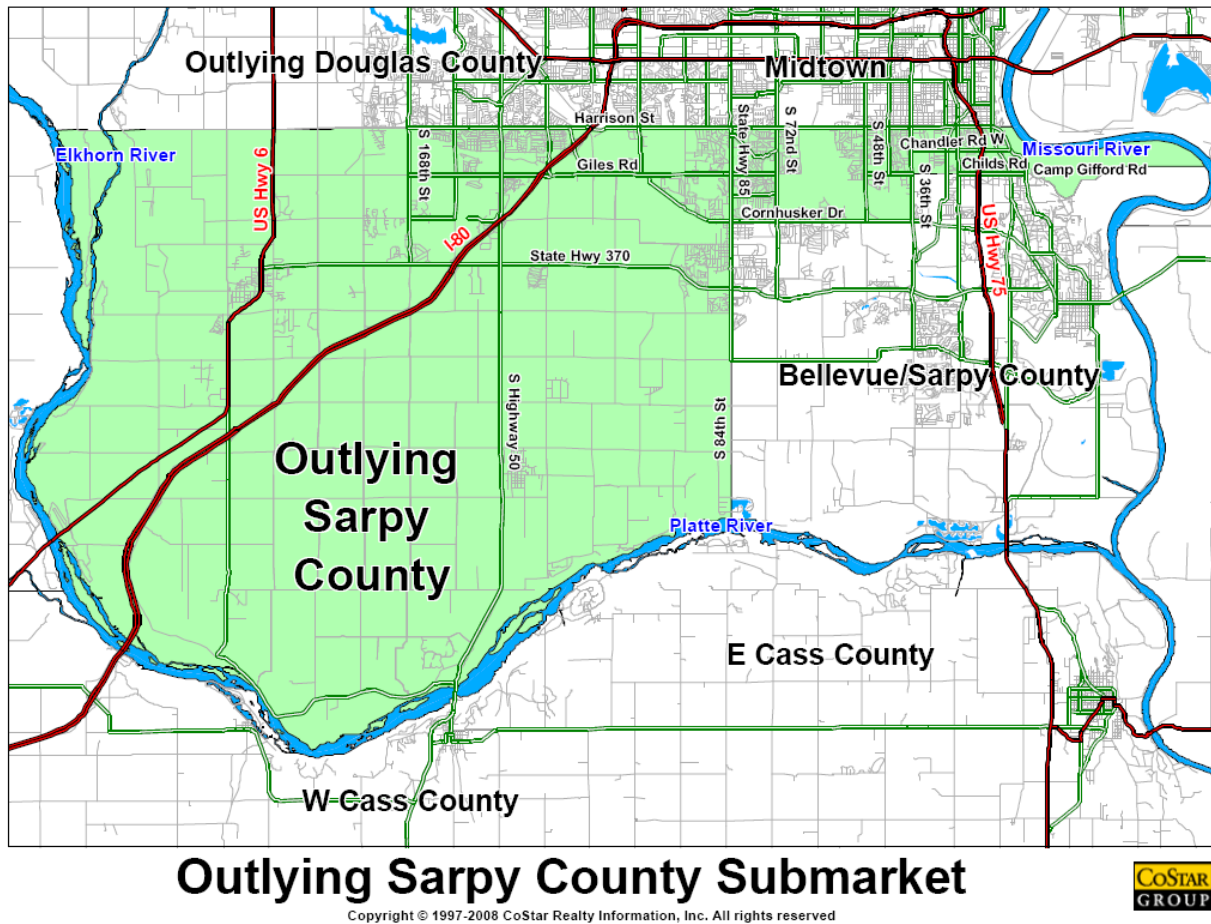 Outlying Douglas County
Midtown
Harrison St
State Hwy 85
S 72nd St
S 48th St
Chandler Rd W
Elkhorn River
S 168th St
Missouri River
Giles Rd
Childs Rd
Camp Gifford Rd
US Hwy 6
S 36th St
Cornhusker Dr
I-80
US Hwy 75
State Hwy 370
Bellevue/Sarpy County
S Highway 50
S 84th St
Outlying
Sarpy
County
Platte River
E Cass County
W Cass County
Outlying Sarpy County Submarket
COSTAR
GROUP
Copyright © 1997-2008 CoStar Realty Information, Inc. All rights reserved